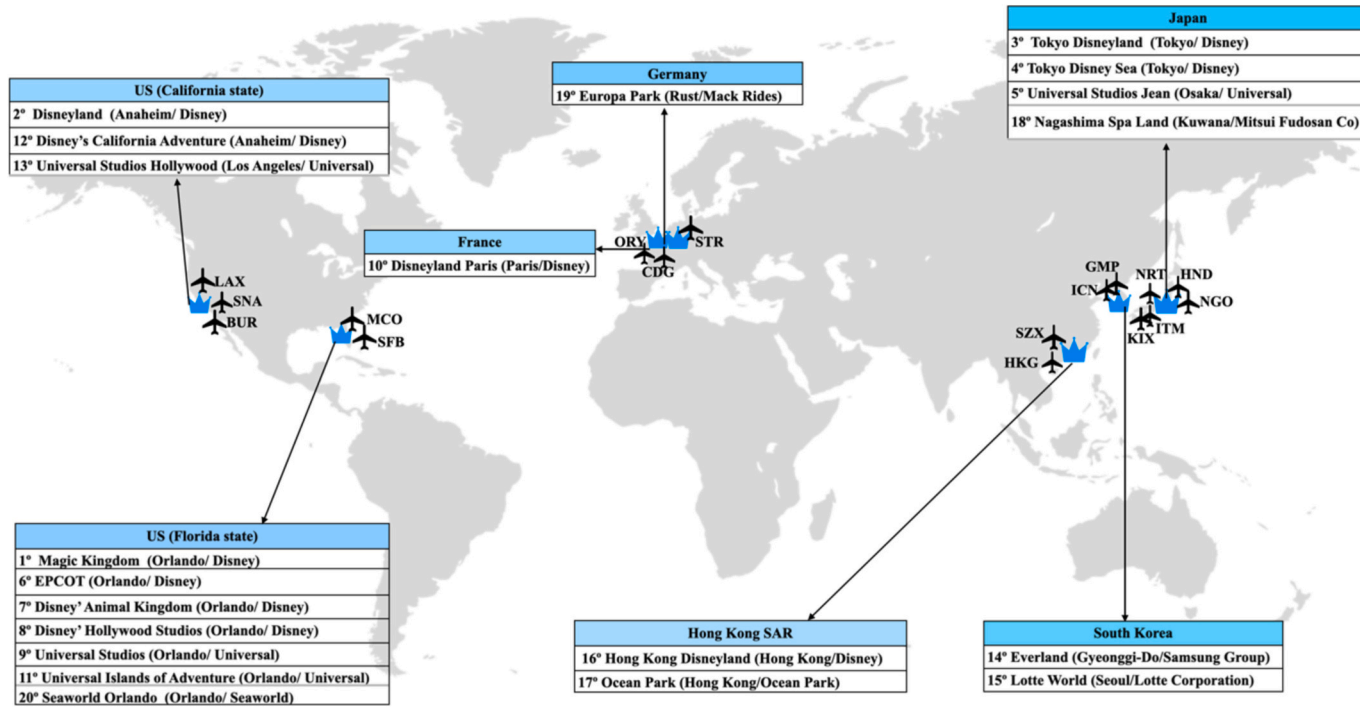 Japan
3º Tokyo Disneyland (Tokyo/ Disney)
4º Tokyo Disney Sea (Tokyo/ Disney)
5º Universal Studios Jean (Osaka/ Universal)
18º Nagashima Spa Land (Kuwana/Mitsui Fudosan Co)
Germany
19º Europa Park (Rust/Mack Rides)
US (California state)
2º Disneyland (Anaheim/ Disney)
12º Disney’s California Adventure (Anaheim/ Disney)
13º Universal Studios Hollywood (Los Angeles/ Universal)
France
10º Disneyland Paris (Paris/Disney)
ORY
STR
CDG
LAX
SNA
BUR
MCO
SFB
GMP
ICN
NRT
HND
NGO
ITM
KIX
SZX
HKG
US (Florida state)
1º Magic Kingdom (Orlando/ Disney)
6º EPCOT (Orlando/ Disney)
7º Disney’ Animal Kingdom (Orlando/ Disney)
8º Disney’ Hollywood Studios (Orlando/ Disney)
9º Universal Studios (Orlando/ Universal)
11º Universal Islands of Adventure (Orlando/ Universal)
20º Seaworld Orlando (Orlando/ Seaworld)
Hong Kong SAR
16º Hong Kong Disneyland (Hong Kong/Disney)
17º Ocean Park (Hong Kong/Ocean Park)
South Korea
14º Everland (Gyeonggi-Do/Samsung Group)
15º Lotte World (Seoul/Lotte Corporation)